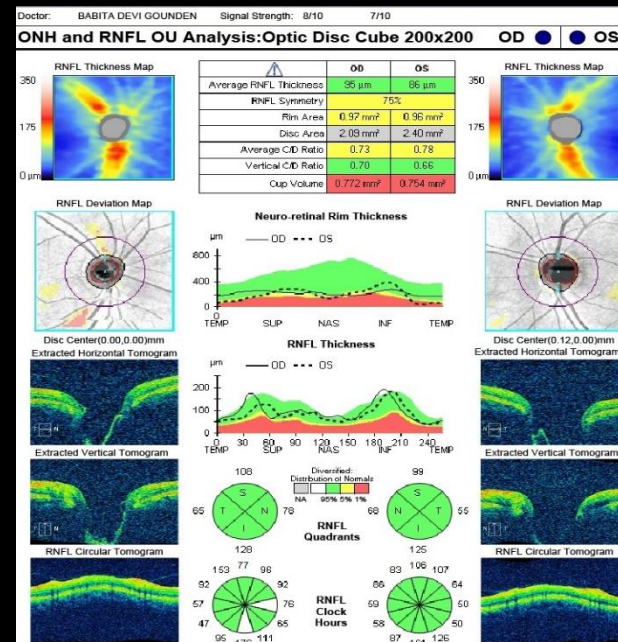 Doctor: BABITA DEVI GOUNDEN Signal Strength: 8/10 7/10
ONH and RNFL OU Analysis:Optic Disc Cube 200x200 OD OS
RNFL Thickness Map
350
175
0 µm
OD OS
Average RNFL Thickness 95 µm 86 µm
RNFL Symmetry 75%
Rim Area 0.97 mm² 0.96 mm²
Disc Area 2.09 mm² 2.40 mm²
Average C/D Ratio 0.73 0.78
Vertical C/D Ratio 0.70 0.66
Cup Volume 0.772 mm³ 0.754 mm³
RNFL Thickness Map
350
175
0 µm
RNFL Deviation Map
Neuro-retinal Rim Thickness
µm OD OS
800
400
0
TEMP SUP NAS INF TEMP
RNFL Deviation Map
Disc Center(0.00,0.00)mm
Extracted Horizontal Tomogram
RNFL Thickness
µm OD OS
200
100
0
0 30 60 90 120 150 180 210 240
TEMP SUP NAS INF TEMP
Disc Center(0.12,0.00)mm
Extracted Horizontal Tomogram
Extracted Vertical Tomogram
Extracted Vertical Tomogram
108
S
65 T N 78
I
128
Diversified:
Distribution of Normals
NA 95% 5% 1%
RNFL
Quadrants
99
S
68 T N 55
I
125
RNFL Circular Tomogram
RNFL Circular Tomogram
153 77 96
92 92
57 76
47 65
95 111
RNFL
Clock
Hours
83 106 107
86 64
59 50
58 50
87 126